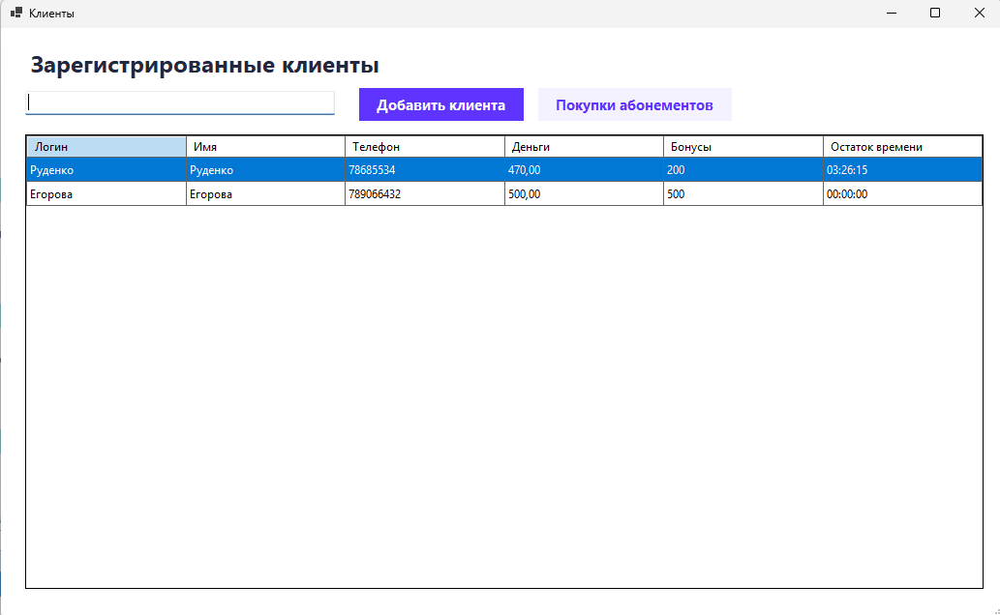 Клиенты
Зарегистрированные клиенты
Добавить клиента Покупки абонементов
Логин Имя Телефон Деньги Бонусы Остаток времени
Руденко Руденко 78685534 470,00 200 03:26:15
Егорова Егорова 789066432 500,00 500 00:00:00